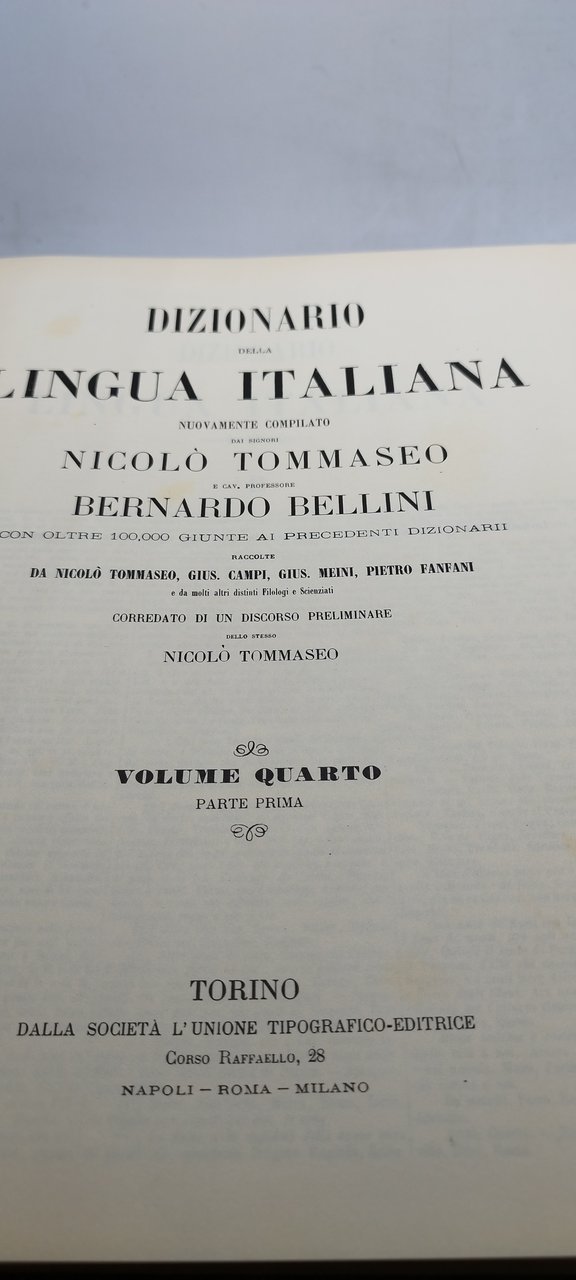 DIZIONARIO
DELLA
LINGUA ITALIANA
NUOVAMENTE COMPILATO
DAI SIGNORI
NICOLÒ TOMMASEO
E CAV. PROFESSORE
BERNARDO BELLINI
CON OLTRE 100,000 GIUNTE AI PRECEDENTI DIZIONARII
RACCOLTE
DA NICOLÒ TOMMASEO, GIUS. CAMPI, GIUS. MEINI, PIETRO FANFANI
e da molti altri distinti Filologi e Scienziati
CORREDATO DI UN DISCORSO PRELIMINARE
DELLO STESSO
NICOLÒ TOMMASEO
VOLUME QUARTO
PARTE PRIMA
TORINO
DALLA SOCIETÀ L'UNIONE TIPOGRAFICO-EDITRICE
CORSO RAFFAELLO, 28
NAPOLI — ROMA — MILANO